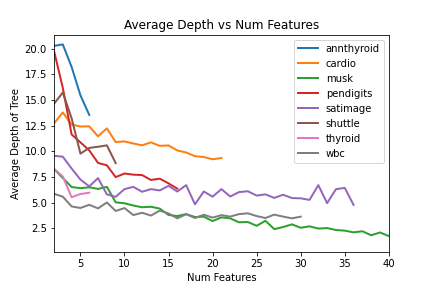 Average Depth vs Num Features
Average Depth of Tree
20.0
17.5
15.0
12.5
10.0
7.5
5.0
2.5
annthyroid
cardio
musk
pendigits
satimage
shuttle
thyroid
wbc
5
10
15
20
25
30
35
40
Num Features